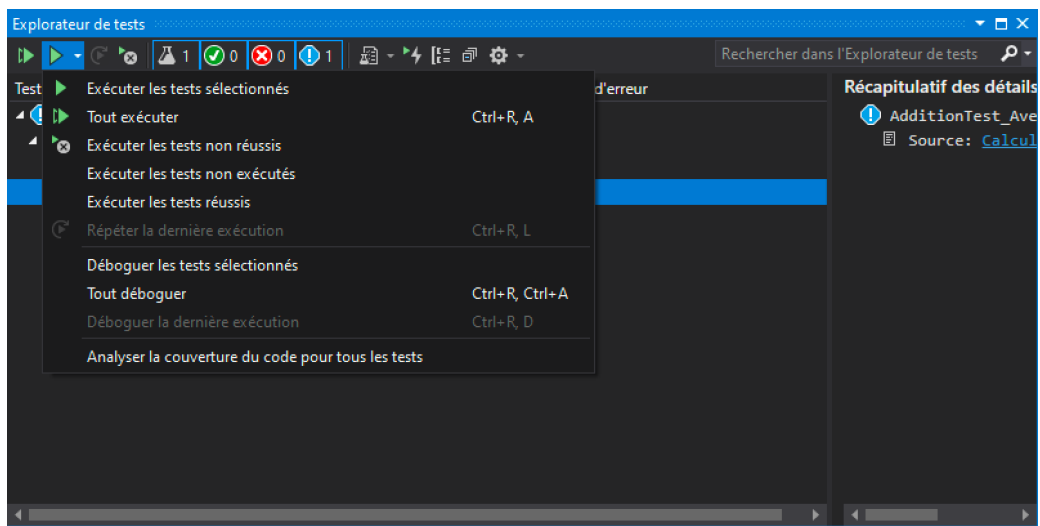 Explorateur de tests
1 0 0 1 Rechercher dans l'Explorateur de tests
Test d'erreur Récapitulatif des détails
Exécuter les tests sélectionnés
Tout exécuter Ctrl+R, A
AdditionTest_Ave
Exécuter les tests non réussis
Source: Calcul
Exécuter les tests non exécutés
Exécuter les tests réussis
Répéter la dernière exécution Ctrl+R, L
Déboguer les tests sélectionnés
Tout déboguer Ctrl+R, Ctrl+A
Déboguer la dernière exécution Ctrl+R, D
Analyser la couverture du code pour tous les tests